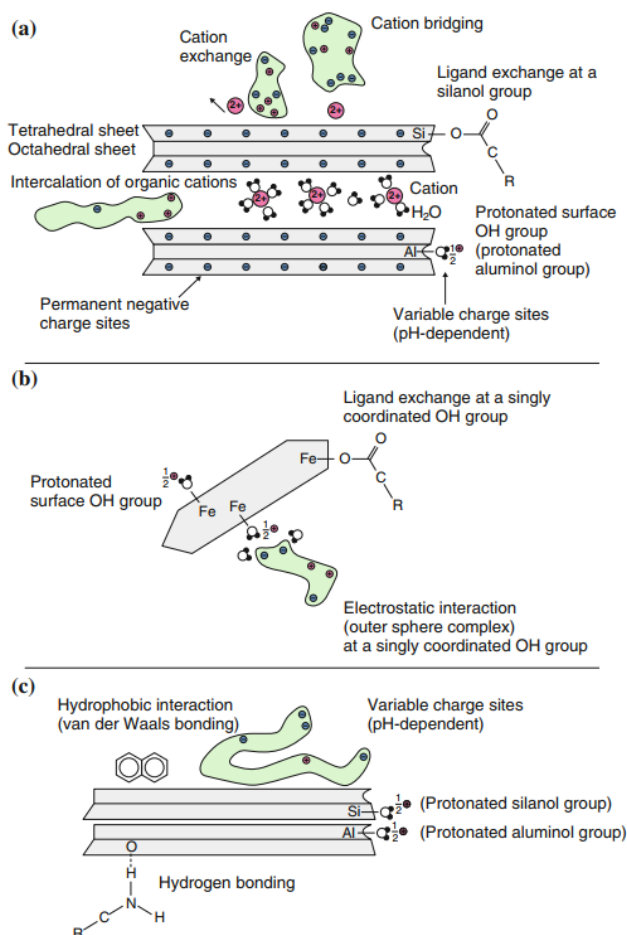 (a)
Cation bridging
Cation
exchange
Ligand exchange at a
silanol group
2+
2+
Tetrahedral sheet
Octahedral sheet
Si
O
O
C
R
Intercalation of organic cations
2+
2+
2+
Cation
H₂O
Protonated surface
OH group
(protonated
aluminol group)
Al
1/2
Permanent negative
charge sites
Variable charge sites
(pH-dependent)
(b)
Ligand exchange at a singly
coordinated OH group
Fe
O
O
C
R
Protonated
surface OH group
1/2
Fe
Fe
1/2
Electrostatic interaction
(outer sphere complex)
at a singly coordinated OH group
(c)
Hydrophobic interaction
(van der Waals bonding)
Variable charge sites
(pH-dependent)
Si
1/2
(Protonated silanol group)
Al
1/2
(Protonated aluminol group)
O
H
Hydrogen bonding
N
H
C
R